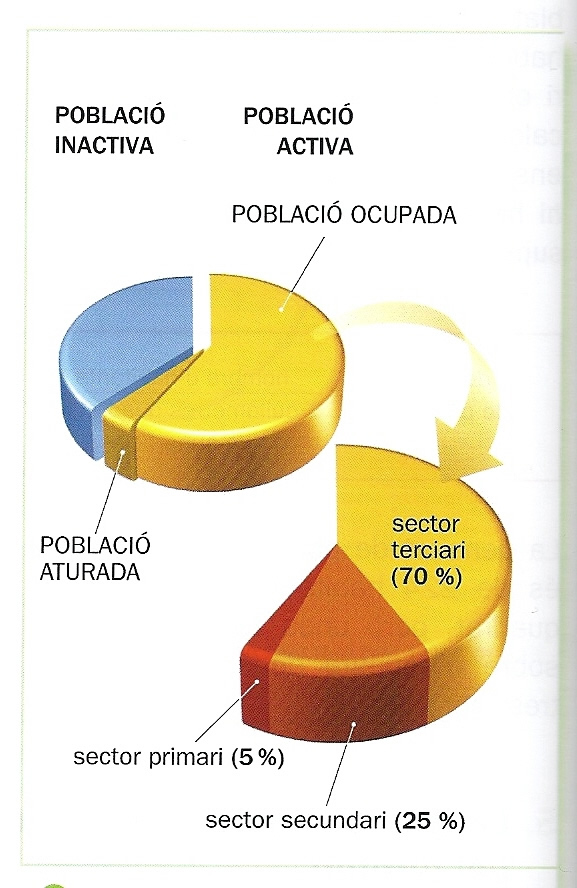 POBLACIÓ
INACTIVA
POBLACIÓ
ACTIVA
POBLACIÓ OCUPADA
POBLACIÓ
ATURADA
sector
terciari
(70 %)
sector primari (5 %)
sector secundari (25 %)